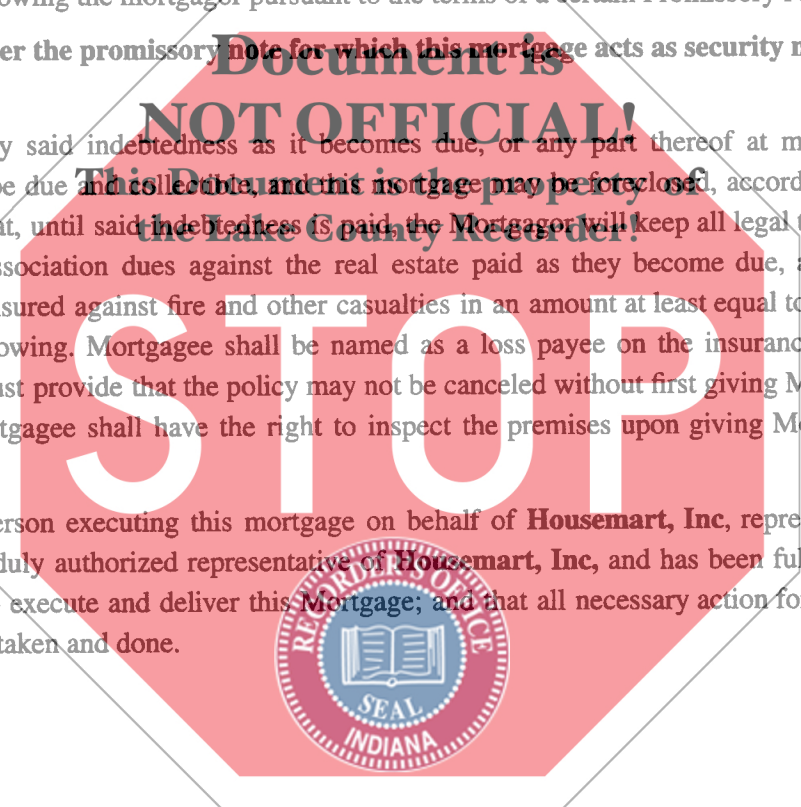 owing the mortgagor pursuant to the terms of a certain Promissory
er the promissory note for which this mortgage acts as security
Document is
NOT OFFICIAL!
y said indebtedness as it becomes due, or any part thereof at m
This Document is the property of
be due and collectible, and this mortgage may be foreclosed, accord
the Lake County Recorder!
at, until said indebtedness is paid, the Mortgagor will keep all legal t
ssociation dues against the real estate paid as they become due, a
sured against fire and other casualties in an amount at least equal to
owing. Mortgagee shall be named as a loss payee on the insuranc
ust provide that the policy may not be canceled without first giving M
tgagee shall have the right to inspect the premises upon giving Mo
STOP
erson executing this mortgage on behalf of Housemart, Inc, repre
duly authorized representative of Housemart, Inc, and has been ful
execute and deliver this Mortgage; and that all necessary action fo
taken and done.
RECORDER'S OFFICE
SEAL
INDIANA